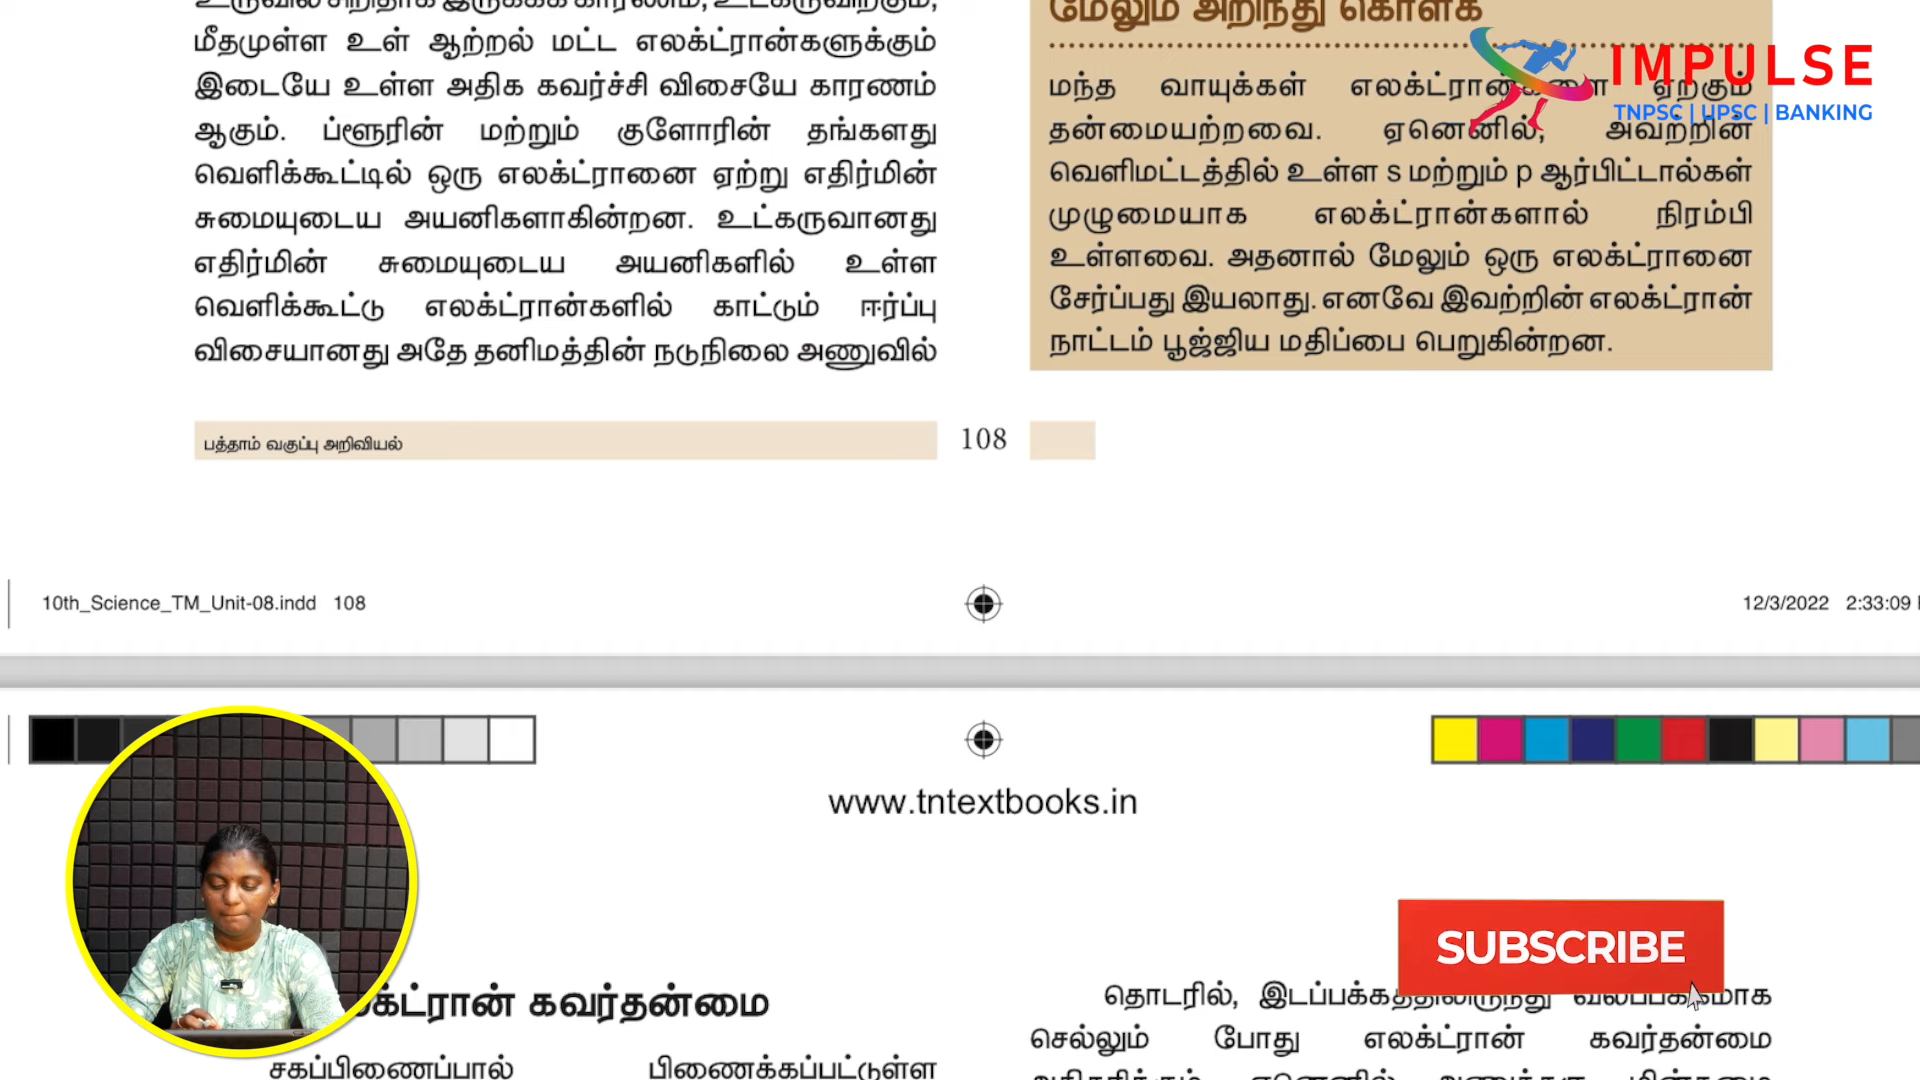 மீதமுள்ள உள் ஆற்றல் மட்ட எலக்ட்ரான்களுக்கும்
இடையே உள்ள அதிக கவர்ச்சி விசையே காரணம்
ஆகும். ப்ளூரின் மற்றும் குளோரின் தங்களது
வெளிக்கூட்டில் ஒரு எலக்ட்ரானை ஏற்று எதிர்மின்
சுமையுடைய அயனிகளாகின்றன. உட்கருவானது
எதிர்மின் சுமையுடைய அயனிகளில் உள்ள
வெளிக்கூட்டு எலக்ட்ரான்களில் காட்டும் ஈர்ப்பு
விசையானது அதே தனிமத்தின் நடுநிலை அணுவில்
மேலும் அறிந்து கொள்க
மந்த வாயுக்கள் எலக்ட்ரான்களை ஏற்கும்
தன்மையற்றவை. ஏனெனில், அவற்றின்
வெளிமட்டத்தில் உள்ள s மற்றும் p ஆர்பிட்டால்கள்
முழுமையாக எலக்ட்ரான்களால் நிரம்பி
உள்ளவை. அதனால் மேலும் ஒரு எலக்ட்ரானை
சேர்ப்பது இயலாது. எனவே இவற்றின் எலக்ட்ரான்
நாட்டம் பூஜ்ஜிய மதிப்பை பெறுகின்றன.
IMPULSE
TNPSC | UPSC | BANKING
பத்தாம் வகுப்பு அறிவியல்
108
10th_Science_TM_Unit-08.indd 108
12/3/2022 2:33:09
www.tntextbooks.in
கவர்தன்மை
சகப்பிணைப்பால் பிணைக்கப்பட்டுள்ள
SUBSCRIBE
தொடரில், இடப்பக்கத்திலிருந்து வலப்பக்கமாக
செல்லும் போது எலக்ட்ரான் கவர்தன்மை